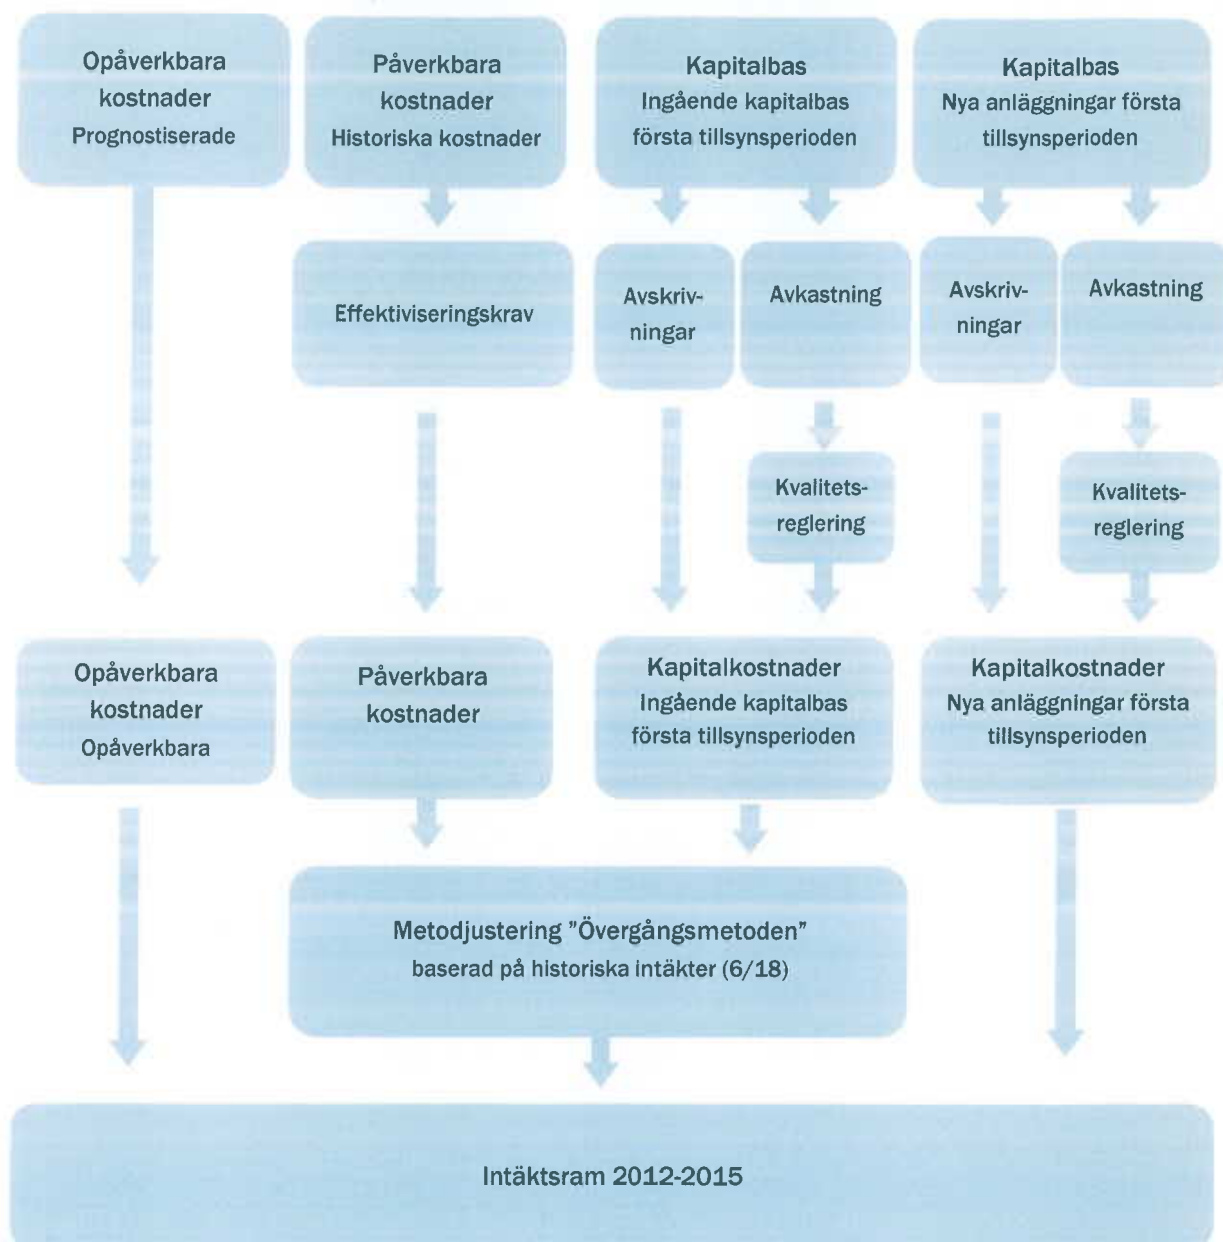 Opåverkbara
kostnader
Prognostiserade
Påverkbara
kostnader
Historiska kostnader
Kapitalbas
Ingående kapitalbas
första tillsynsperioden
Kapitalbas
Nya anläggningar första
tillsynsperioden
Effektiviseringskrav
Avskriv-
ningar
Avkastning
Avskriv-
ningar
Avkastning
Kvalitets-
reglering
Kvalitets-
reglering
Opåverkbara
kostnader
Opåverkbara
Påverkbara
kostnader
Kapitalkostnader
Ingående kapitalbas
första tillsynsperioden
Kapitalkostnader
Nya anläggningar första
tillsynsperioden
Metodjustering ”Övergångsmetoden”
baserad på historiska intäkter (6/18)
Intäktsram 2012-2015